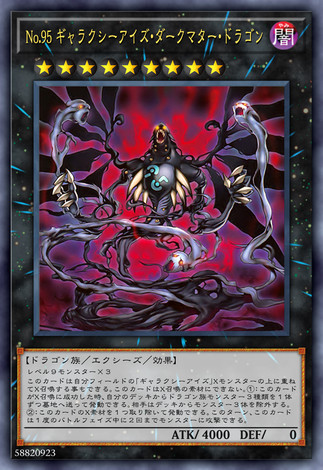 No.95 ギャラクシーアイズ・ダークマター・ドラゴン
やみ
闇
【ドラゴン族／エクシーズ／効果】
レベル９モンスター×３
このカードは自分フィールドの「ギャラクシーアイズ」Xモンスターの上に重ね
てX召喚する事もできる。このカードはX召喚の素材にできない。①：このカード
がX召喚に成功した時、自分のデッキからドラゴン族モンスター３種類を１体
ずつ墓地へ送って発動できる。相手はデッキからモンスター３体を除外する。
②：このカードのX素材を１つ取り除いて発動できる。このターン、このカード
は１度のバトルフェイズ中に２回までモンスターに攻撃できる。
ATK/ 4000 DEF/ 0
58820923